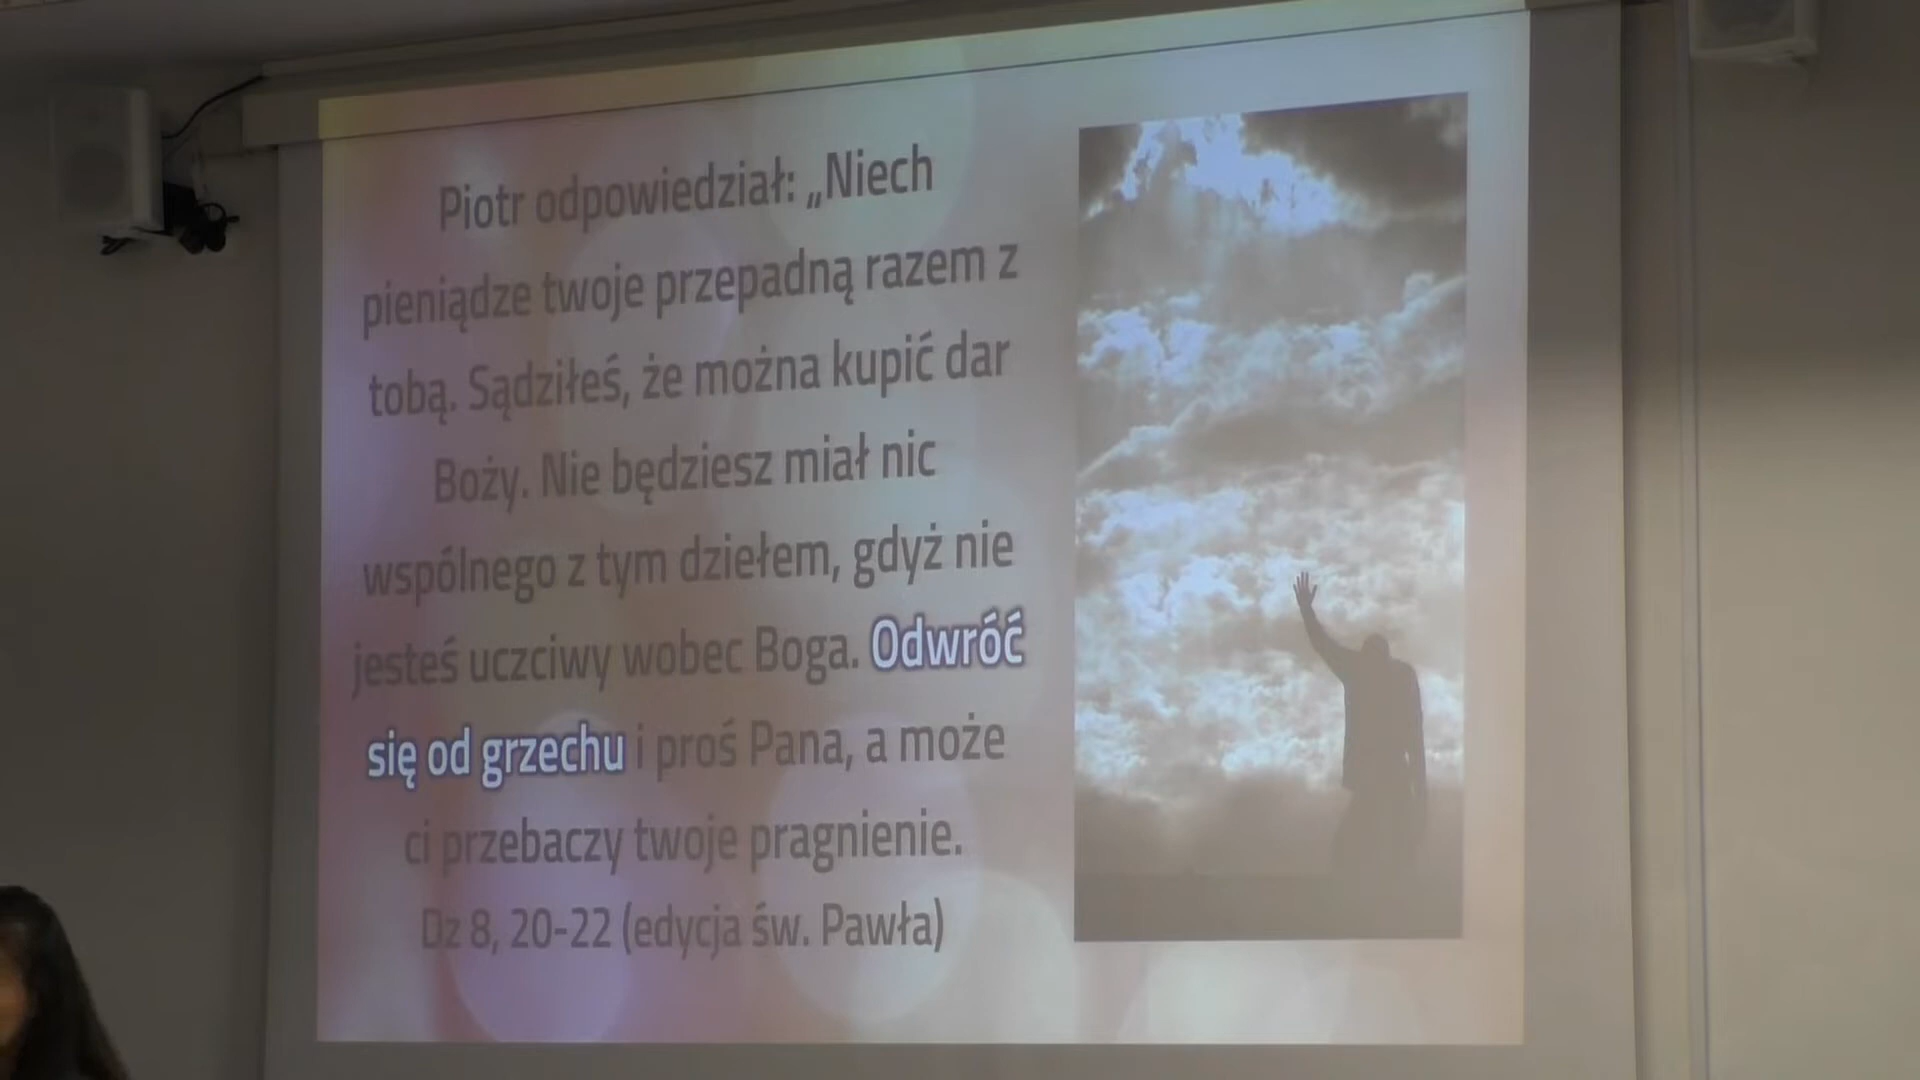 Piotr odpowiedział: „Niech
pieniądze twoje przepadną razem z
tobą. Sądziłeś, że można kupić dar
Boży. Nie będziesz miał nic
wspólnego z tym dziełem, gdyż nie
jesteś uczciwy wobec Boga. Odwróć
się od grzechu i proś Pana, a może
ci przebaczy twoje pragnienie.
Dz 8, 20-22 (edycja św. Pawła)